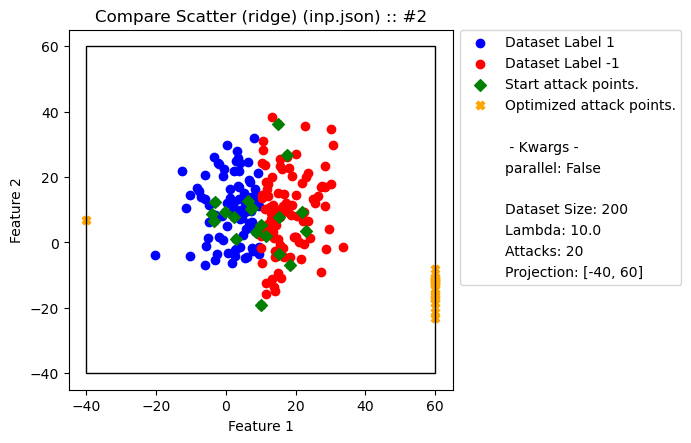 Compare Scatter (ridge) (inp.json) :: #2
Dataset Label 1
Dataset Label -1
Start attack points.
Optimized attack points.
- Kwargs -
parallel: False
Dataset Size: 200
Lambda: 10.0
Attacks: 20
Projection: [-40, 60]
60
40
20
0
−20
−40
Feature 2
−40
−20
0
20
40
60
Feature 1